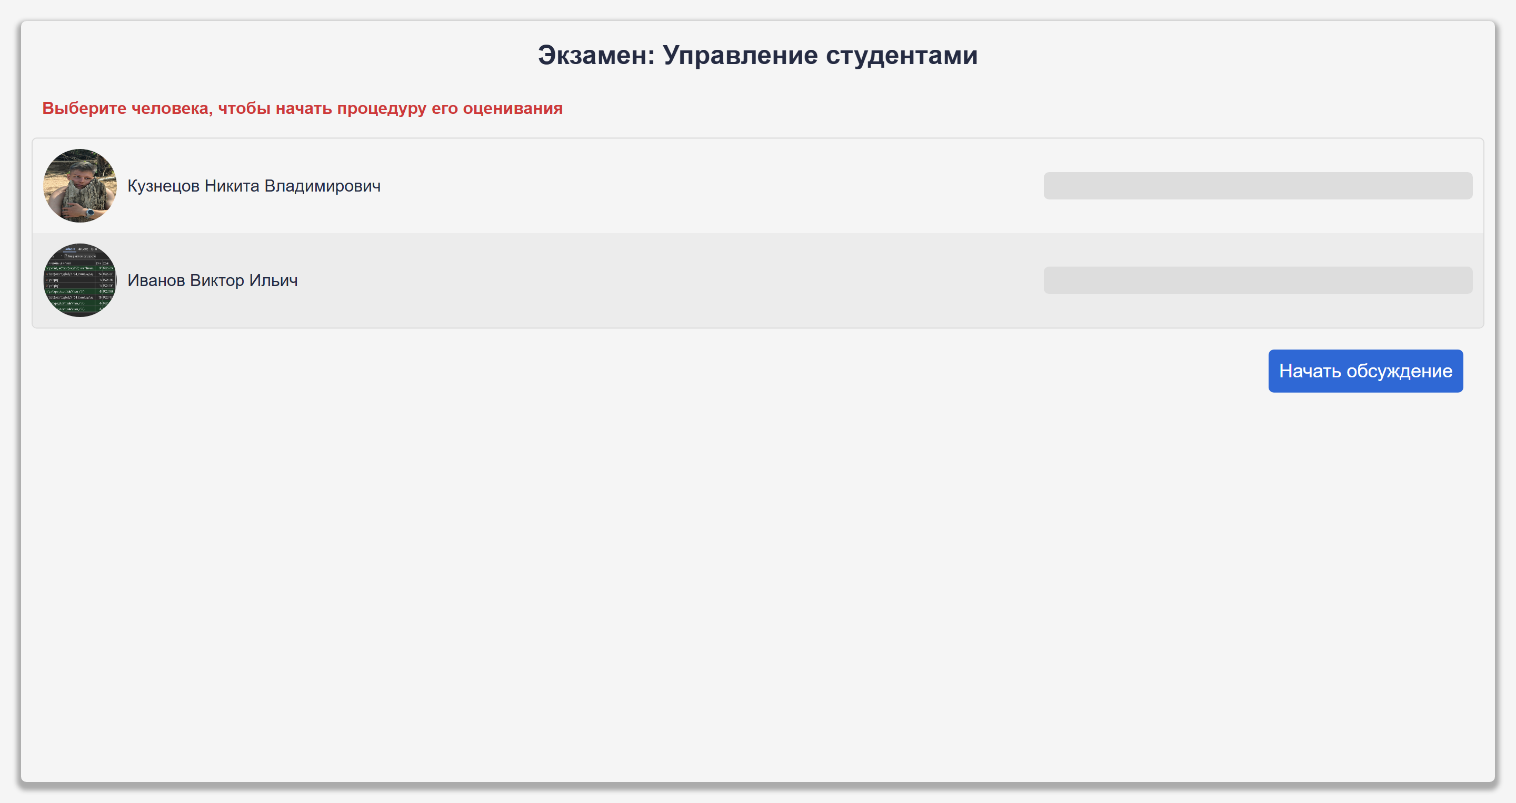 Экзамен: Управление студентами
Выберите человека, чтобы начать процедуру его оценивания
Кузнецов Никита Владимирович
Иванов Виктор Ильич
Начать обсуждение